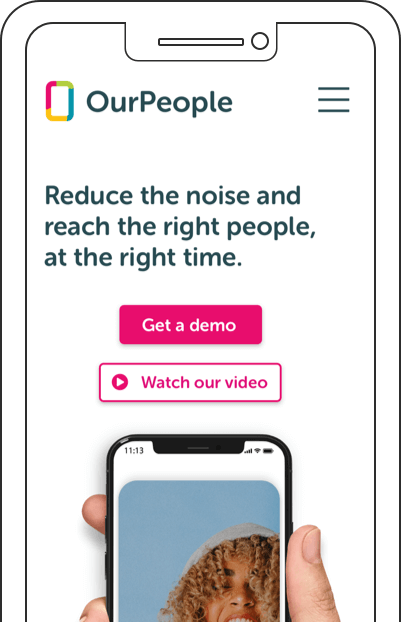 OurPeople
Reduce the noise and
reach the right people,
at the right time.
Get a demo
Watch our video
11:13